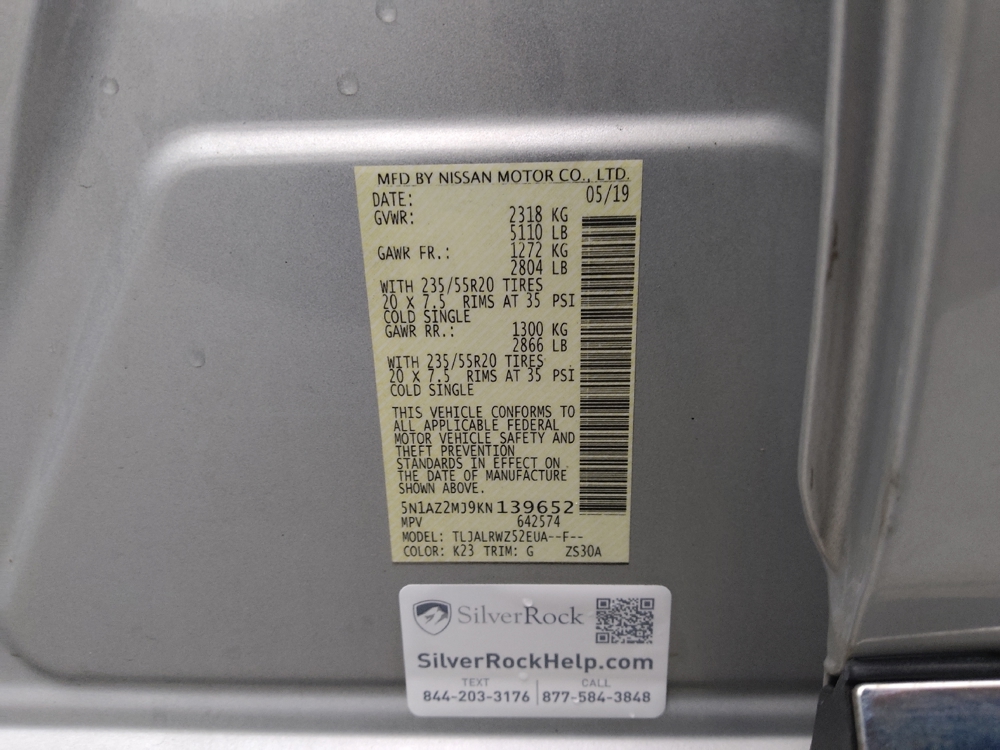 MFD BY NISSAN MOTOR CO., LTD.
DATE: 05/19
GVWR: 2318 KG
5110 LB
GAWR FR.: 1272 KG
2804 LB
WITH 235/55R20 TIRES
20 X 7.5 RIMS AT 35 PSI
COLD SINGLE
GAWR RR.: 1300 KG
2866 LB
WITH 235/55R20 TIRES
20 X 7.5 RIMS AT 35 PSI
COLD SINGLE
THIS VEHICLE CONFORMS TO
ALL APPLICABLE FEDERAL
MOTOR VEHICLE SAFETY AND
THEFT PREVENTION
STANDARDS IN EFFECT ON
THE DATE OF MANUFACTURE
SHOWN ABOVE.
5N1AZ2MJ9KN139652
MPV 642574
MODEL: TLJALRWZ52EUA--F--
COLOR: K23 TRIM: G ZS30A
SilverRock
SilverRockHelp.com
TEXT CALL
844-203-3176 877-584-3848